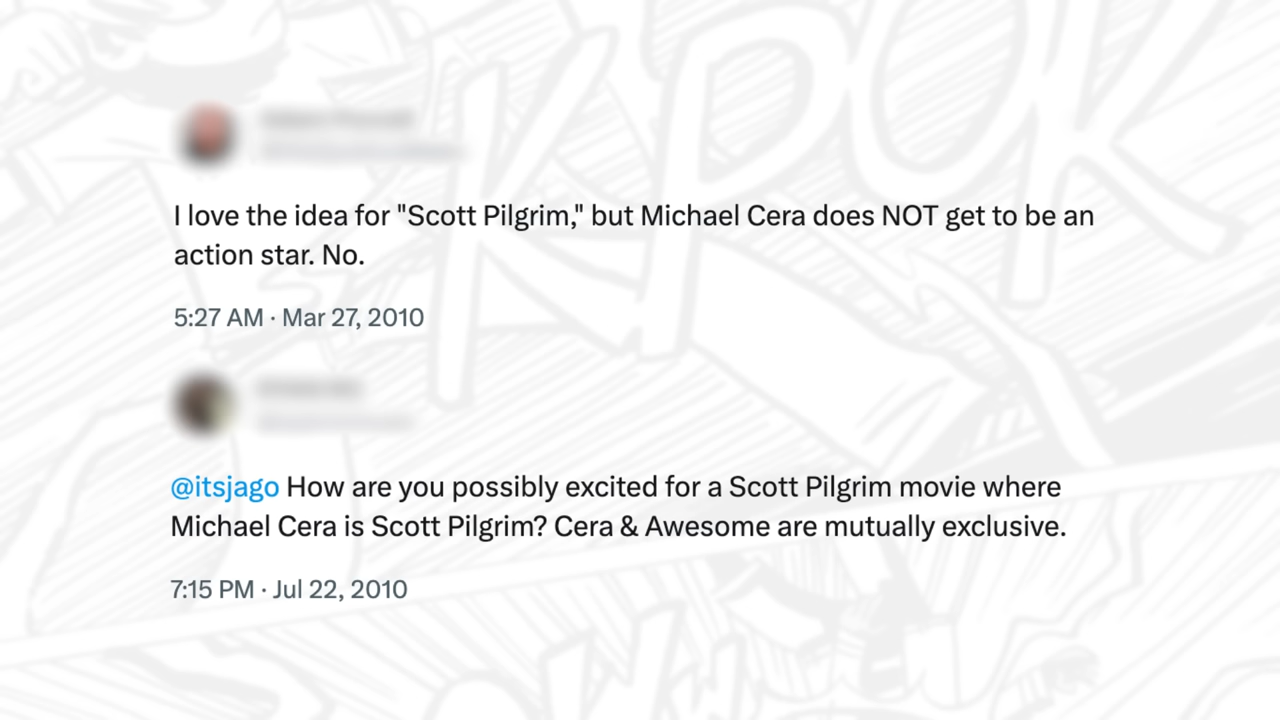 KPOK
I love the idea for "Scott Pilgrim," but Michael Cera does NOT get to be an
action star. No.
5:27 AM · Mar 27, 2010
@itsjago How are you possibly excited for a Scott Pilgrim movie where
Michael Cera is Scott Pilgrim? Cera & Awesome are mutually exclusive.
7:15 PM · Jul 22, 2010